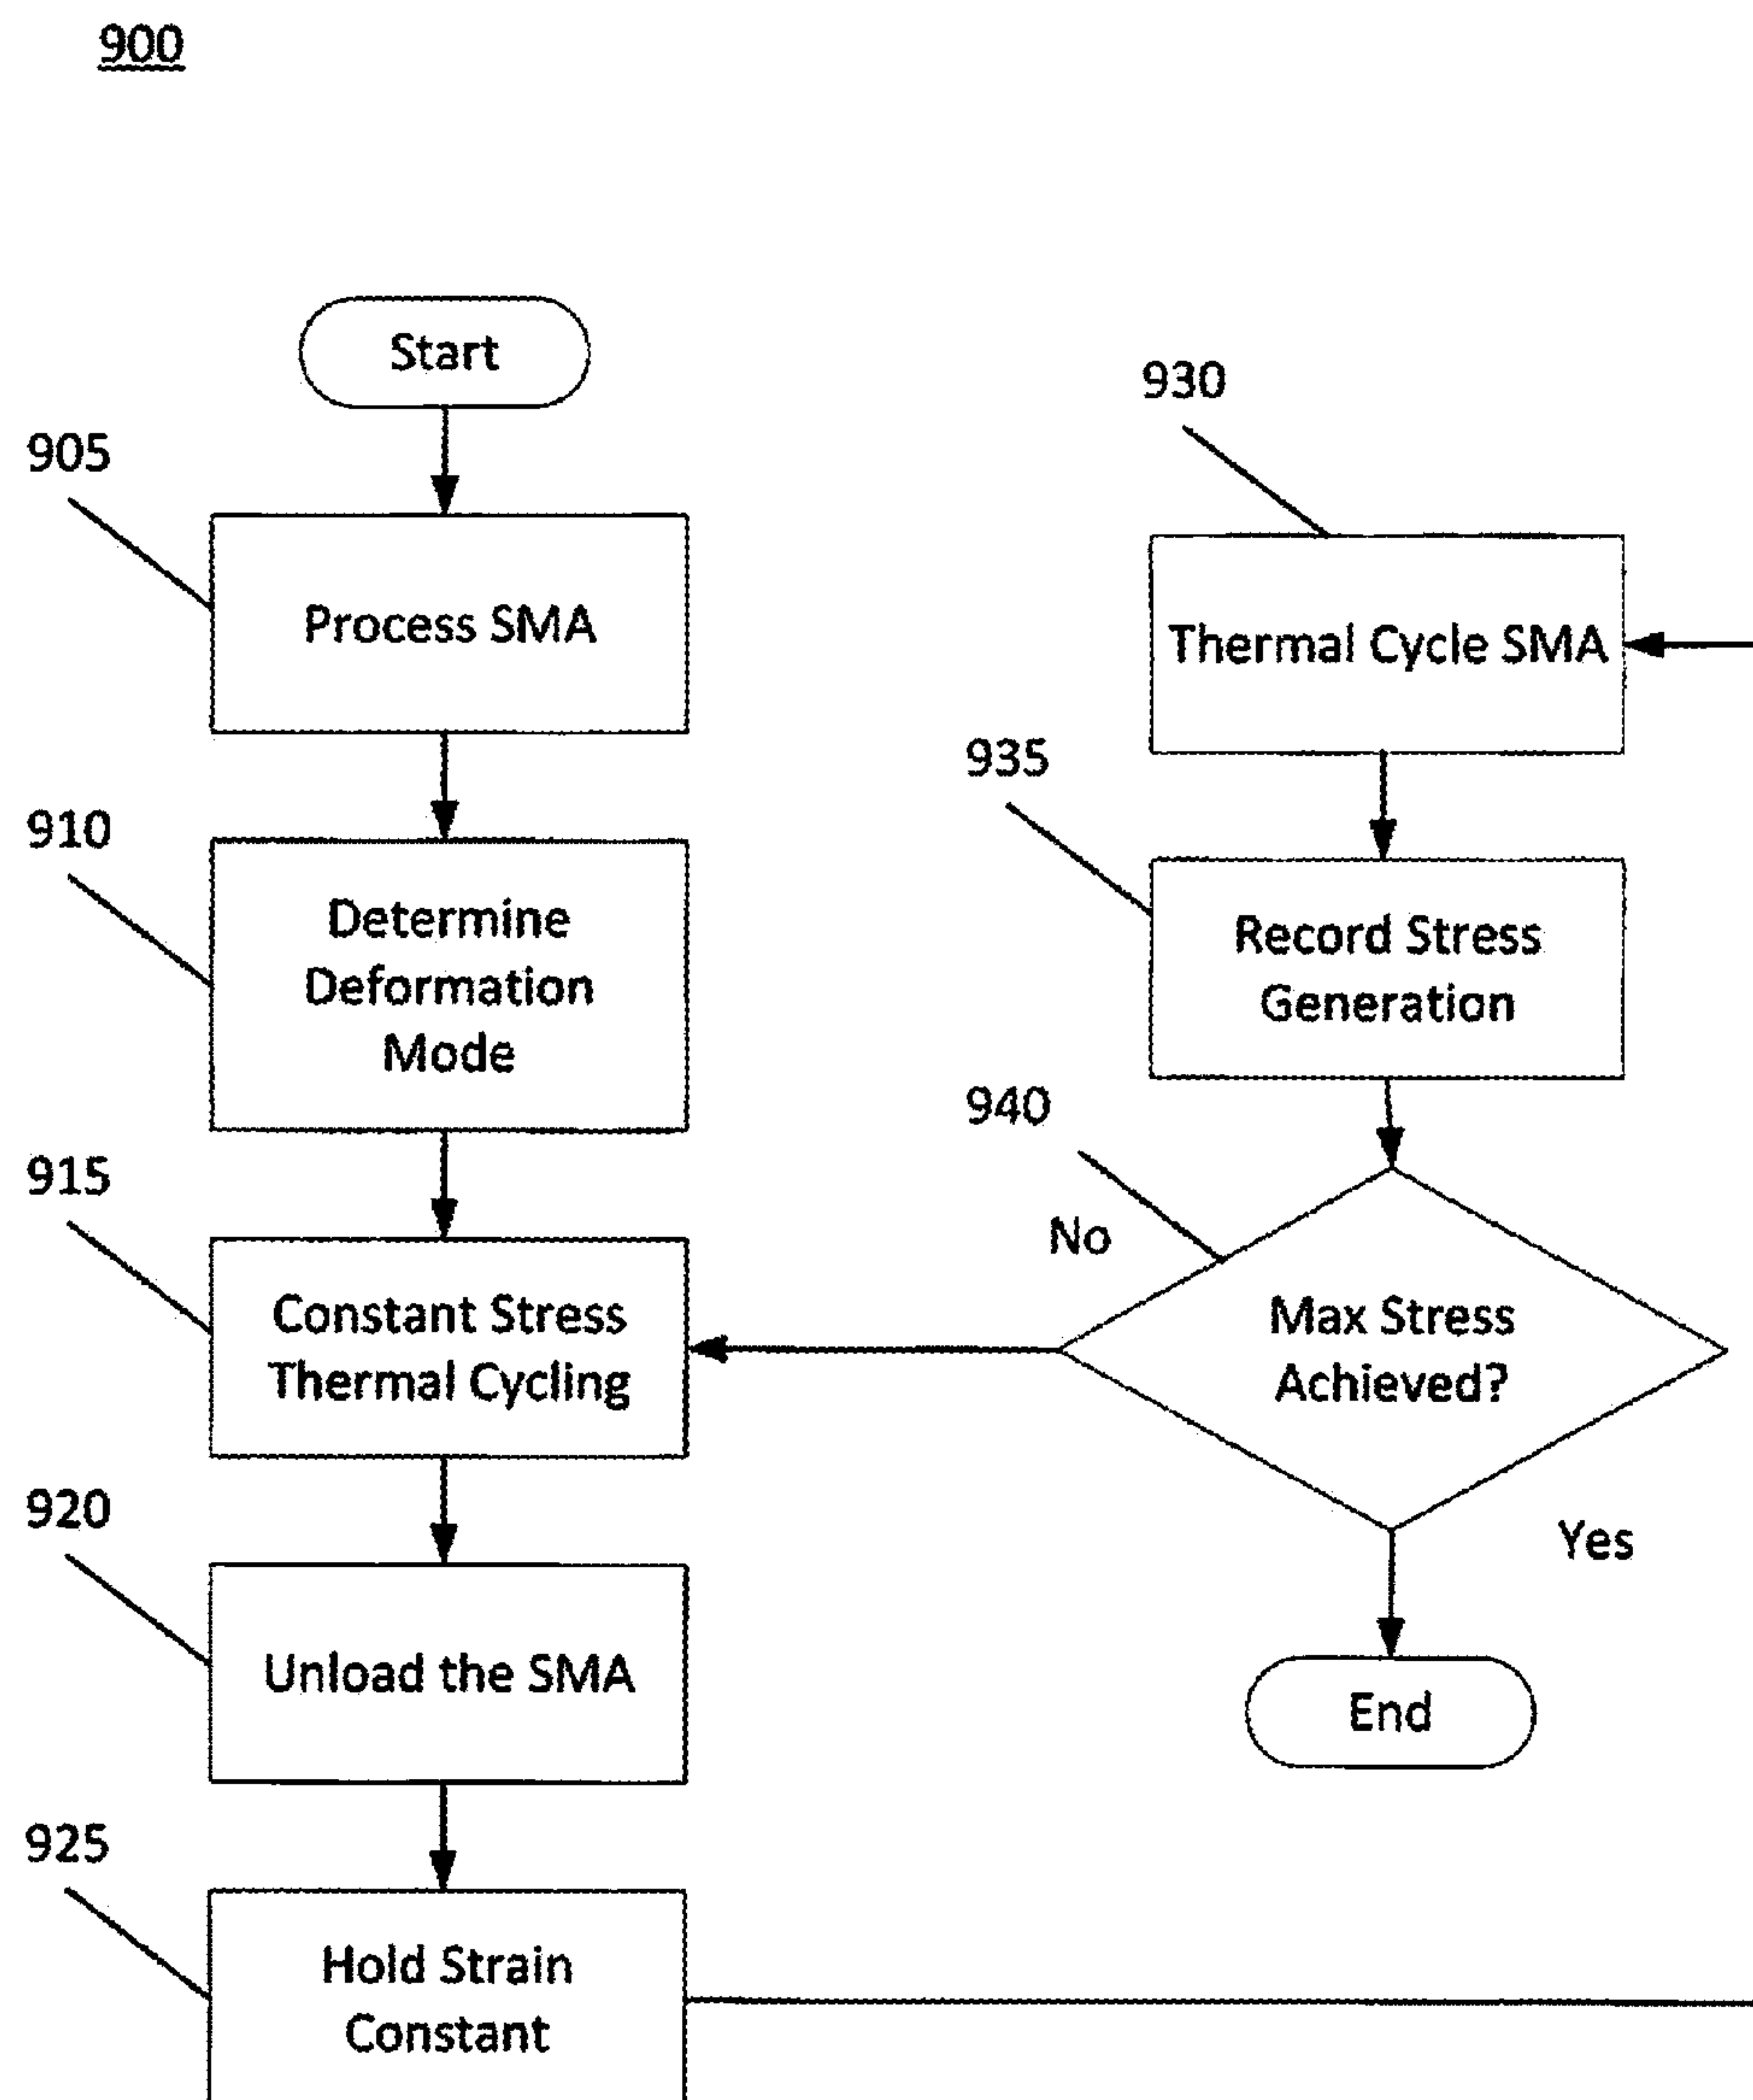 900
Start
905
Process SMA
910
Determine
Deformation
Mode
915
Constant Stress
Thermal Cycling
920
Unload the SMA
925
Hold Strain
Constant
930
Thermal Cycle SMA
935
Record Stress
Generation
940
No
Max Stress
Achieved?
Yes
End